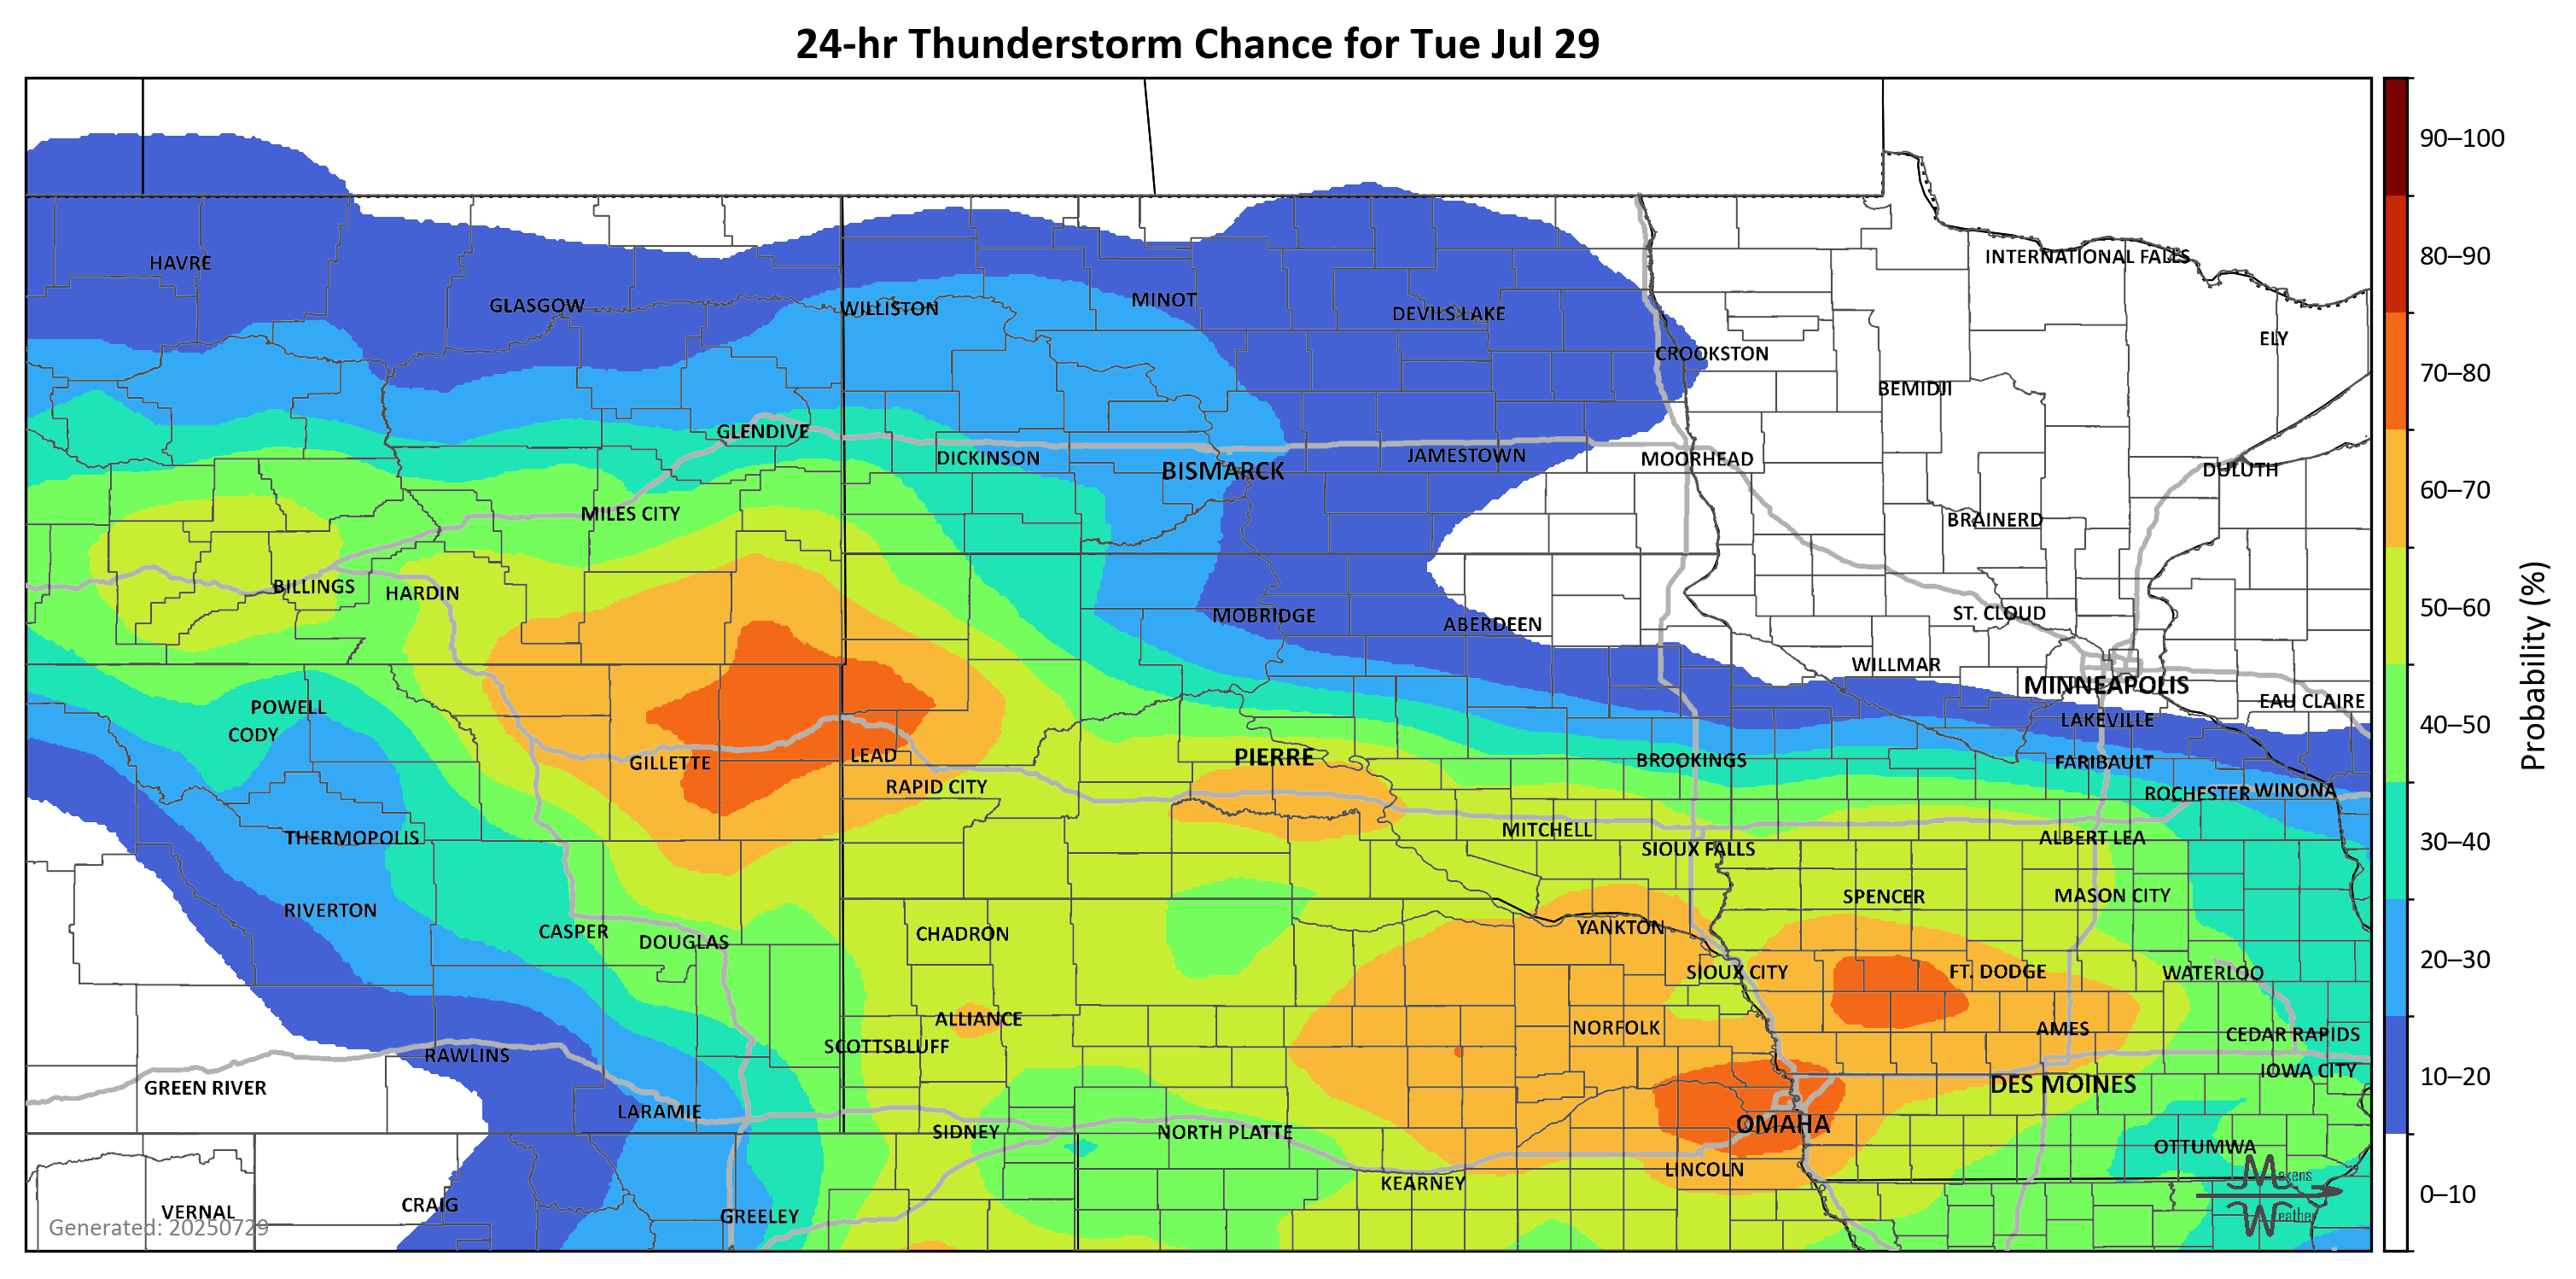 24-hr Thunderstorm Chance for Tue Jul 29
90–100
80–90
70–80
60–70
50–60
40–50
30–40
20–30
10–20
0–10
Probability (%)
HAVRE
INTERNATIONAL FALLS
GLASGOW
WILLISTON
MINOT
DEVILS LAKE
ELY
CROOKSTON
BEMIDJI
GLENDIVE
DICKINSON
BISMARCK
JAMESTOWN
MOORHEAD
DULUTH
MILES CITY
BRAINERD
BILLINGS
HARDIN
MOBRIDGE
ABERDEEN
ST. CLOUD
WILLMAR
MINNEAPOLIS
EAU CLAIRE
POWELL
CODY
LAKEVILLE
GILLETTE
LEAD
PIERRE
BROOKINGS
FARIBAULT
RAPID CITY
ROCHESTER
WINONA
THERMOPOLIS
MITCHELL
ALBERT LEA
SIOUX FALLS
RIVERTON
SPENCER
MASON CITY
CASPER
DOUGLAS
CHADRON
YANKTON
SIOUX CITY
FT. DODGE
WATERLOO
ALLIANCE
NORFOLK
AMES
CEDAR RAPIDS
SCOTTSBLUFF
RAWLINS
GREEN RIVER
DES MOINES
IOWA CITY
LARAMIE
SIDNEY
NORTH PLATTE
OMAHA
OTTUMWA
LINCOLN
KEARNEY
VERNAL
CRAIG
GREELEY
Generated: 20250729
Makens
Weather